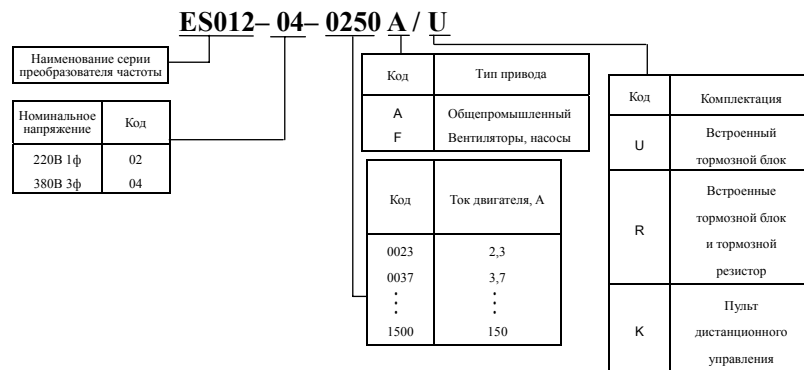 ES012– 04– 0250 A / U
Наименование серии
преобразователя частоты
Номинальное
напряжение
Код
220В 1ф 02
380В 3ф 04
Код Тип привода
A Общепромышленный
F Вентиляторы, насосы
Код Ток двигателя, А
0023 2,3
0037 3,7
1500 150
Код Комплектация
U Встроенный
тормозной блок
R Встроенные
тормозной блок
и тормозной
резистор
K Пульт
дистанционного
управления